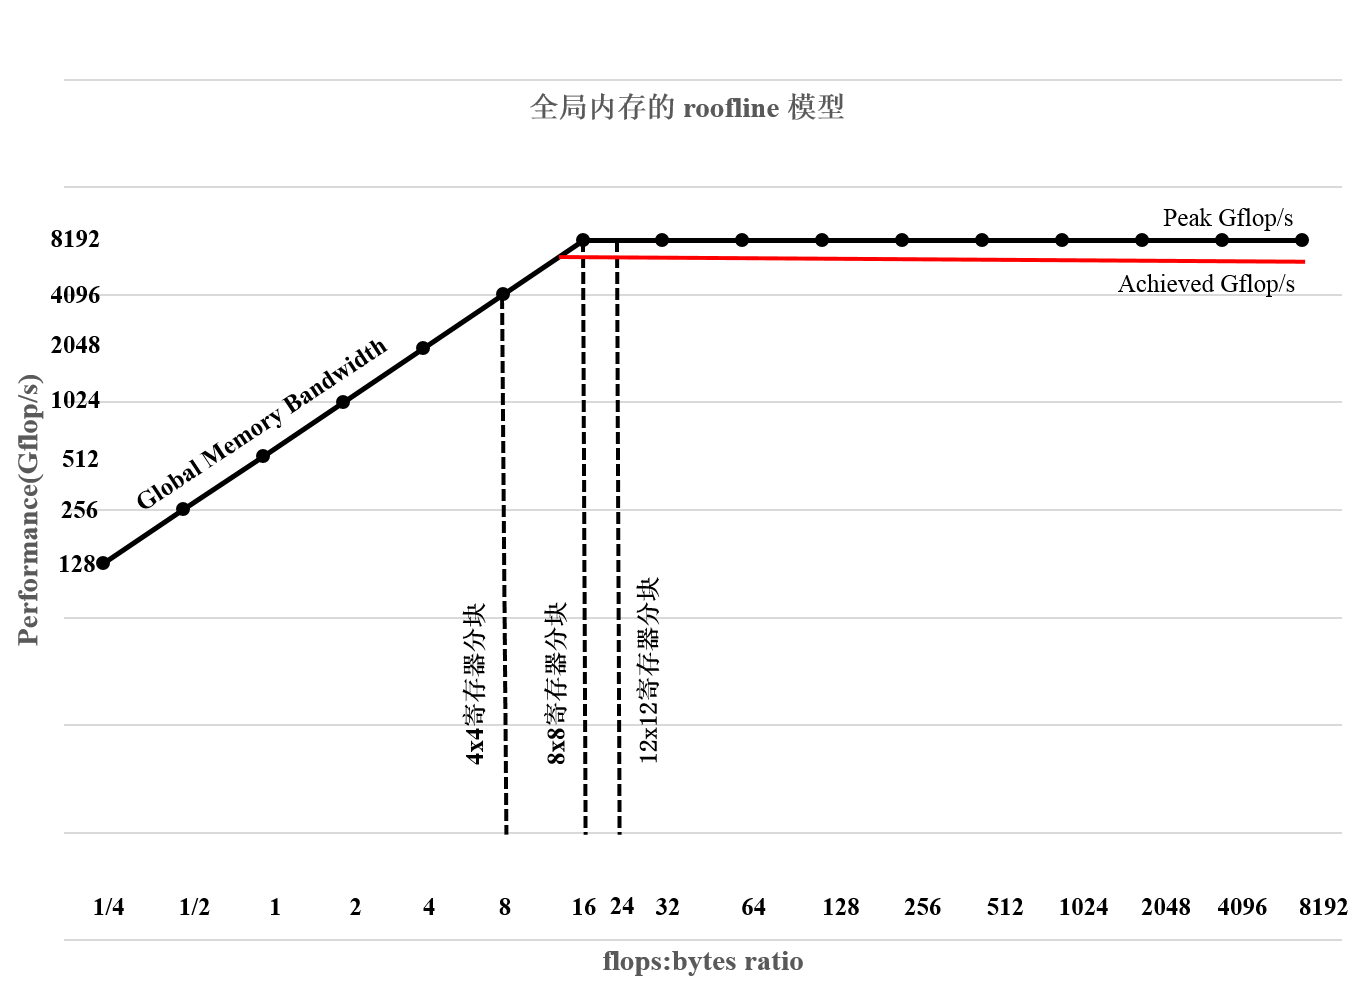 全局内存的 roofline 模型
Peak Gflop/s
Achieved Gflop/s
8192
4096
2048
1024
512
256
128
Performance(Gflop/s)
Global Memory Bandwidth
4x4寄存器分块
8x8寄存器分块
12x12寄存器分块
1/4 1/2 1 2 4 8 16 24 32 64 128 256 512 1024 2048 4096 8192
flops:bytes ratio